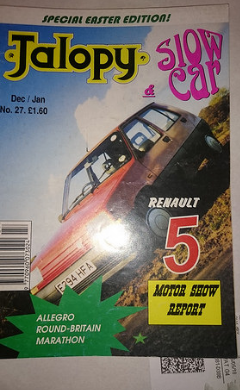 SPECIAL EASTER EDITION!
Jalopy
&
SLOW
Car
Dec / Jan
No. 27. £1.60
RENAULT
5
MOTOR SHOW
REPORT
ALLEGRO
ROUND-BRITAIN
MARATHON